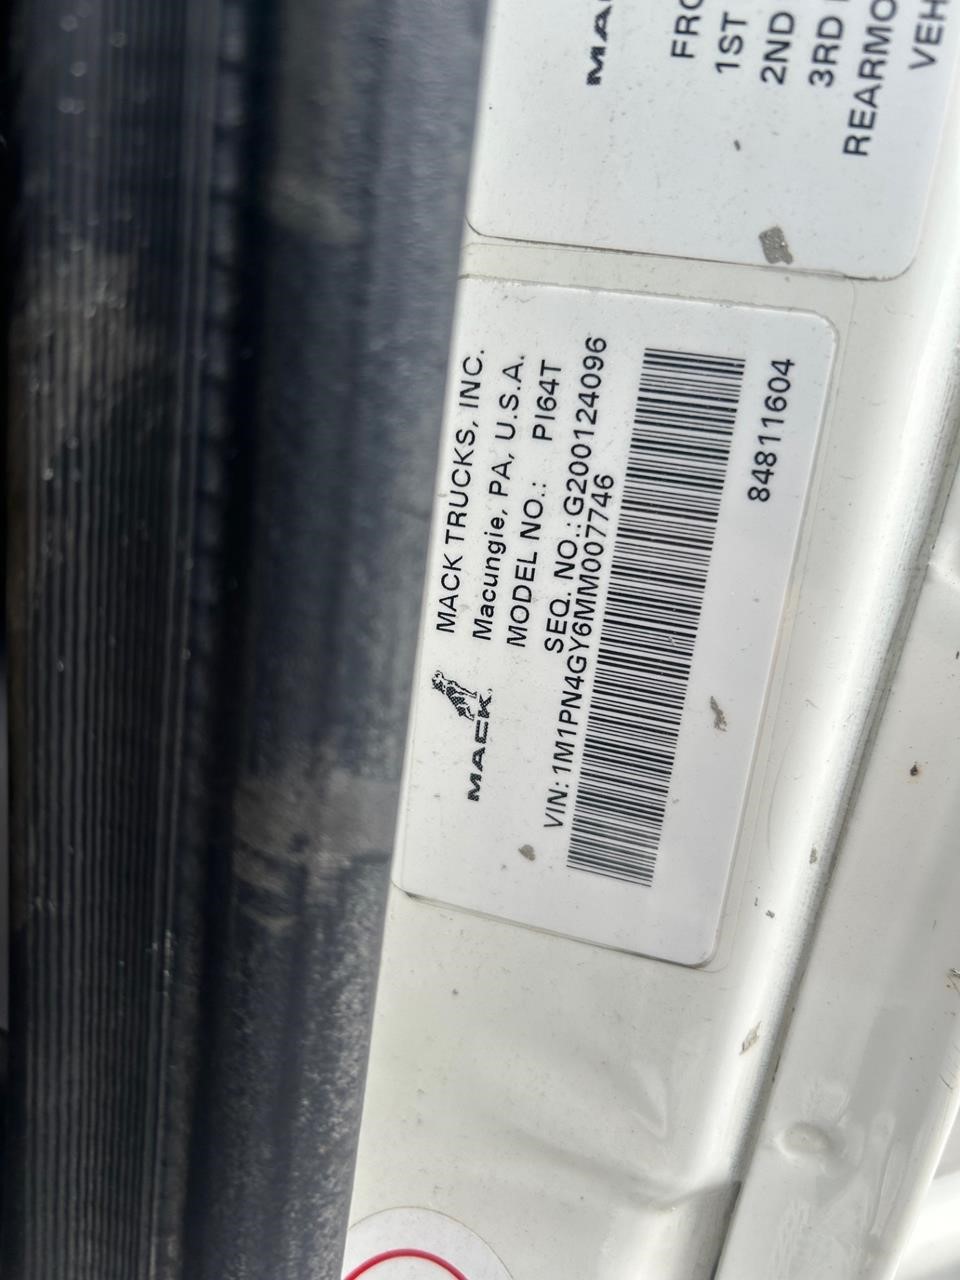 FRO
1ST
2ND
3RD
REARMO
VEH
MACK TRUCKS, INC.
Macungie, PA, U.S.A.
MODEL NO.: PI64T
SEQ. NO.:G200124096
MACK
VIN:1M1PN4GY6MM007746
84811604